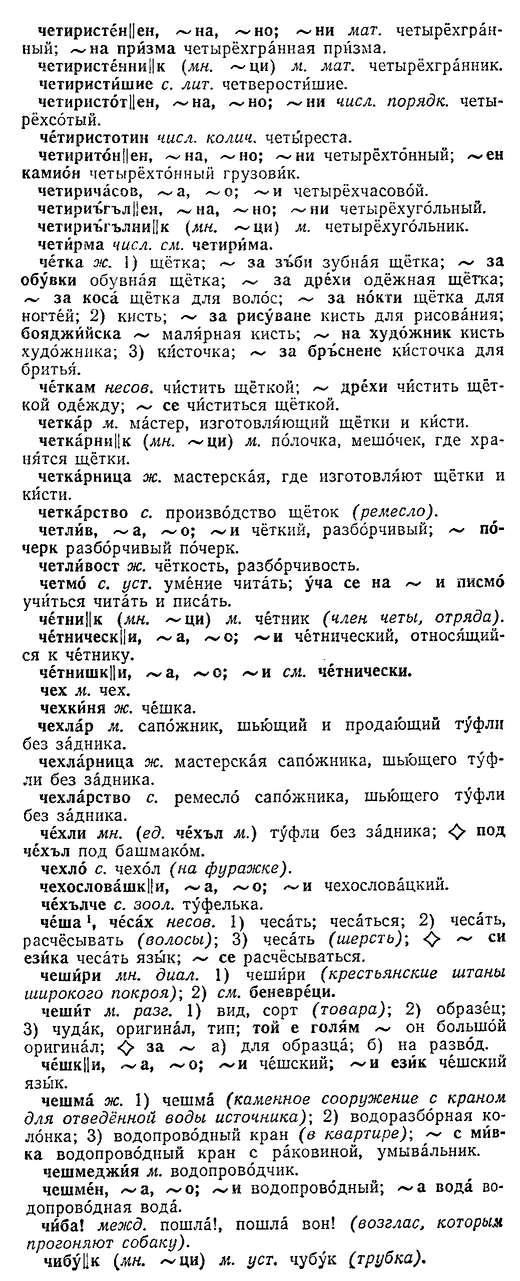 четиристе́н||ен, ~на, ~но; ~ни мат. четырёхгра́н-
ный; ~на при́зма четырёхгра́нная при́зма.
четиристе́нни||к (мн. ~ци) м. мат. четырёхгра́нник.
четиристи́шие с. лит. четверости́шие.
четиристо́т||ен, ~на, ~но; ~ни числ. порядк. четы-
рёхсо́тый.
че́тиристотин числ. колич. четы́реста.
четирито́н||ен, ~на, ~но; ~ни четырёхто́нный; ~ен
камио́н четырёхто́нный грузови́к.
четирича́сов, ~а, ~о; ~и четырёхчасово́й.
четириъ́гъл||ен, ~на, ~но; ~ни четырёхуго́льный.
четириъ́гълни||к (мн. ~ци) м. четырёхуго́льник.
чети́рма числ. см. четири́ма.
че́тка ж. 1) щётка; ~ за зъ́би зубна́я щётка; ~ за
обу́вки обувна́я щётка; ~ за дре́хи одёжная щётка;
~ за коса́ щётка для воло́с; ~ за но́кти щётка для
ногте́й; 2) кисть; ~ за рису́ване кисть для рисова́ния;
бояджи́йска ~ маля́рная кисть; ~ на худо́жник кисть
худо́жника; 3) ки́сточка; ~ за бръ́снене ки́сточка для
бритья́.
че́ткам несов. чи́стить щёткой; ~ дре́хи чи́стить щёт-
кой оде́жду; ~ се чи́ститься щёткой.
четка́р м. ма́стер, изготовля́ющий щётки и ки́сти.
четка́рни||к (мн. ~ци) м. по́лочка, мешо́чек, где хра-
ня́тся щётки.
четка́рница ж. мастерска́я, где изготовля́ют щётки и
ки́сти.
четка́рство с. произво́дство щёток (ремесло).
четли́в, ~а, ~о; ~и чёткий, разбо́рчивый; ~ по́-
черк разбо́рчивый по́черк.
четли́вост ж. чёткость, разбо́рчивость.
четмо́ с. уст. уме́ние чита́ть; у́ча се на ~ и писмо́
учи́ться чита́ть и писа́ть.
че́тни||к (мн. ~ци) м. че́тник (член четы, отряда).
че́тническ||и, ~а, ~о; ~и че́тнический, относя́щий-
ся к че́тнику.
че́тнишк||и, ~а, ~о; ~и см. че́тнически.
чех м. чех.
чехки́ня ж. че́шка.
чехла́р м. сапо́жник, шью́щий и продаю́щий ту́фли
без за́дника.
чехла́рница ж. мастерска́я сапо́жника, шью́щего ту́ф-
ли без за́дника.
чехла́рство с. ремесло́ сапо́жника, шью́щего ту́фли
без за́дника.
че́хли мн. (ед. че́хъл м.) ту́фли без за́дника; ◇ под
че́хъл под башмако́м.
чехло́ с. чехо́л (на фуражке).
чехослова́шк||и, ~а, ~о; ~и чехослова́цкий.
че́хълче с. зоол. ту́фелька.
че́ша ¹, че́сах несов. 1) чеса́ть; чеса́ться; 2) чеса́ть,
расчёсывать (волосы); 3) чеса́ть (шерсть); ◇ ~ си
ези́ка чеса́ть язы́к; ~ се расчёсываться.
чеши́ри мн. диал. 1) чеши́ри (крестьянские штаны
широкого покроя); 2) см. беневре́ци.
чеши́т м. разг. 1) вид, сорт (товара); 2) образе́ц;
3) чуда́к, оригина́л, тип; той е голя́м ~ он большо́й
оригина́л; ◇ за ~ а) для образца́; б) на разво́д.
че́шк||и, ~а, ~о; ~и че́шский; ~и ези́к че́шский
язы́к.
чешма́ ж. 1) чешма́ (каменное сооружение с краном
для отведённой воды источника); 2) водоразбо́рная ко-
ло́нка; 3) водопрово́дный кран (в квартире); ~ с ми́в-
ка водопрово́дный кран с ра́ковиной, умыва́льник.
чешмеджи́я м. водопрово́дчик.
чешмéн, ~а, ~о; ~и водопрово́дный; ~а вода́ во-
допрово́дная вода́.
чи́ба! межд. пошла́!, пошла́ вон! (возглас, которым
прогоняют собаку).
чибу́||к (мн. ~ци) м. уст. чубу́к (трубка).